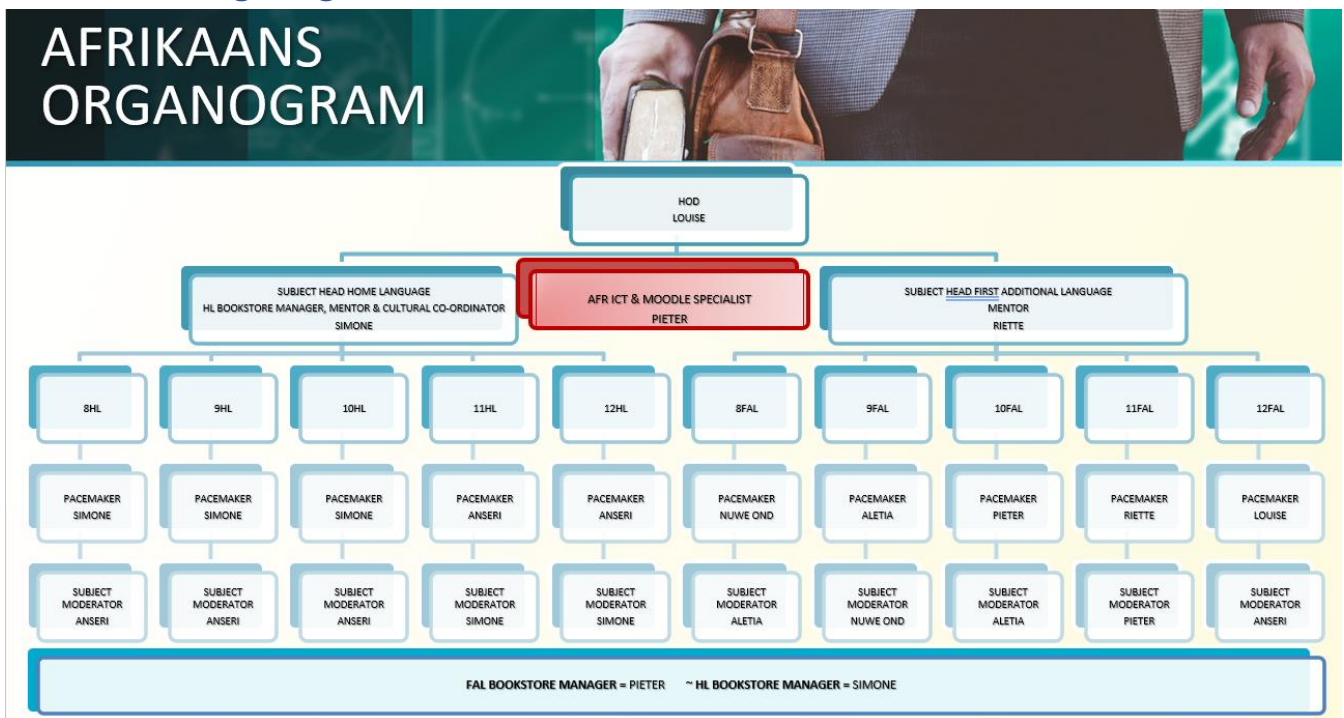 AFRIKAANS
ORGANOGRAM
HOD
LOUISE
SUBJECT HEAD HOME LANGUAGE
HL BOOKSTORE MANAGER, MENTOR & CULTURAL CO-ORDINATOR
SIMONE
AFR ICT & MOODLE SPECIALIST
PIETER
SUBJECT HEAD FIRST ADDITIONAL LANGUAGE
MENTOR
RIETTE
8HL
9HL
10HL
11HL
12HL
8FAL
9FAL
10FAL
11FAL
12FAL
PACEMAKER
SIMONE
PACEMAKER
SIMONE
PACEMAKER
SIMONE
PACEMAKER
ANSERI
PACEMAKER
ANSERI
PACEMAKER
NUWE OND
PACEMAKER
ALETIA
PACEMAKER
PIETER
PACEMAKER
RIETTE
PACEMAKER
LOUISE
SUBJECT
MODERATOR
ANSERI
SUBJECT
MODERATOR
ANSERI
SUBJECT
MODERATOR
ANSERI
SUBJECT
MODERATOR
SIMONE
SUBJECT
MODERATOR
SIMONE
SUBJECT
MODERATOR
ALETIA
SUBJECT
MODERATOR
NUWE OND
SUBJECT
MODERATOR
ALETIA
SUBJECT
MODERATOR
PIETER
SUBJECT
MODERATOR
ANSERI
FAL BOOKSTORE MANAGER = PIETER ~ HL BOOKSTORE MANAGER = SIMONE